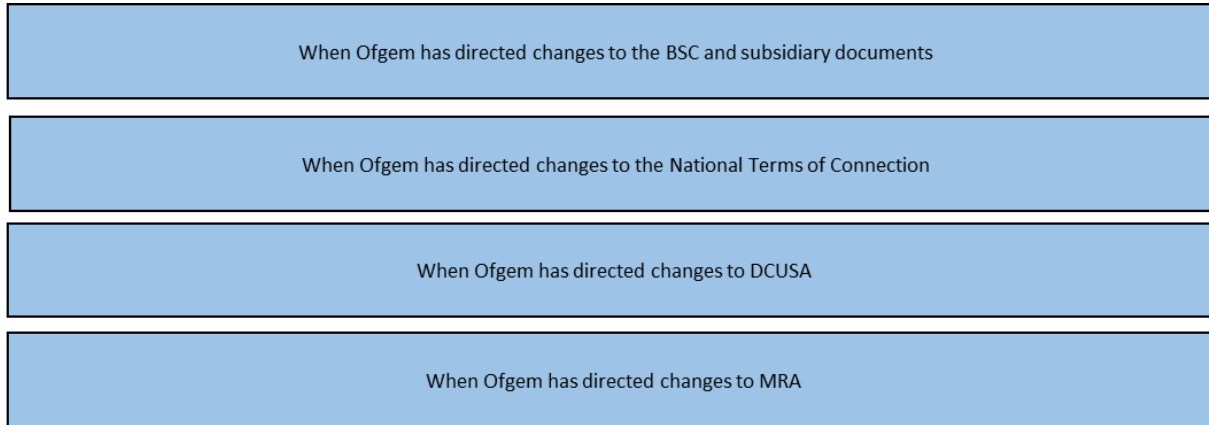 When Ofgem has directed changes to the BSC and subsidiary documents
When Ofgem has directed changes to the National Terms of Connection
When Ofgem has directed changes to DCUSA
When Ofgem has directed changes to MRA